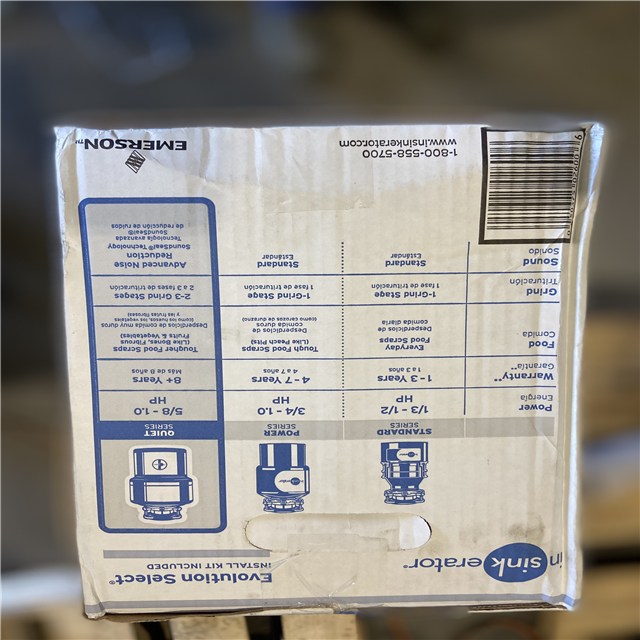 insinkerator®
Evolution Select®
INSTALL KIT INCLUDED
STANDARD
SERIES
POWER
SERIES
QUIET
SERIES
Power
Energía
1/3 - 1/2
HP
3/4 - 1.0
HP
5/8 - 1.0
HP
Warranty**
Garantía**
1 - 3 Years
1 a 3 años
4 - 7 Years
4 a 7 años
8+ Years
Más de 8 años
Food
Comida
Everyday
Food Scraps
Desperdicios de
comida diaria
Tough Food Scraps
(Like Peach Pits)
Desperdicios de
comida duros
(como carozos de durazno)
Tougher Food Scraps
(Like Bones, Fibrous
Fruits & Vegetables)
Desperdicios de comida muy duros
(como huesos, los vegetales
y las frutas fibrosas)
Grind
Trituración
1-Grind Stage
1 fase de trituración
1-Grind Stage
1 fase de trituración
2-3 Grind Stages
2 a 3 fases de trituración
Sound
Sonido
Standard
Estándar
Standard
Estándar
Advanced Noise
Reduction
SoundSeal® Technology
Tecnología avanzada
SoundSeal®
de reducción de ruidos
1-800-558-5700
www.insinkerator.com
EMERSON™